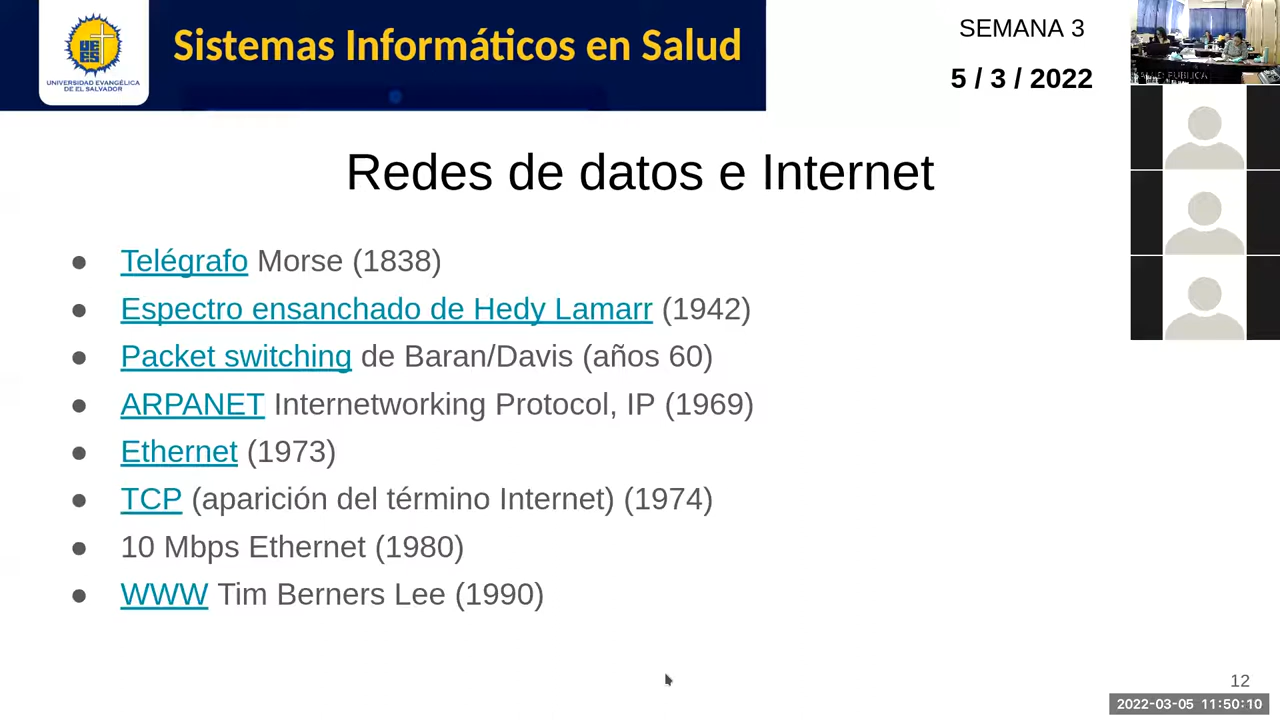 UNIVERSIDAD EVANGÉLICA
DE EL SALVADOR
Sistemas Informáticos en Salud
SEMANA 3
5 / 3 / 2022
Redes de datos e Internet
● Telégrafo Morse (1838)
● Espectro ensanchado de Hedy Lamarr (1942)
● Packet switching de Baran/Davis (años 60)
● ARPANET Internetworking Protocol, IP (1969)
● Ethernet (1973)
● TCP (aparición del término Internet) (1974)
● 10 Mbps Ethernet (1980)
● WWW Tim Berners Lee (1990)
12
2022-03-05 11:50:10